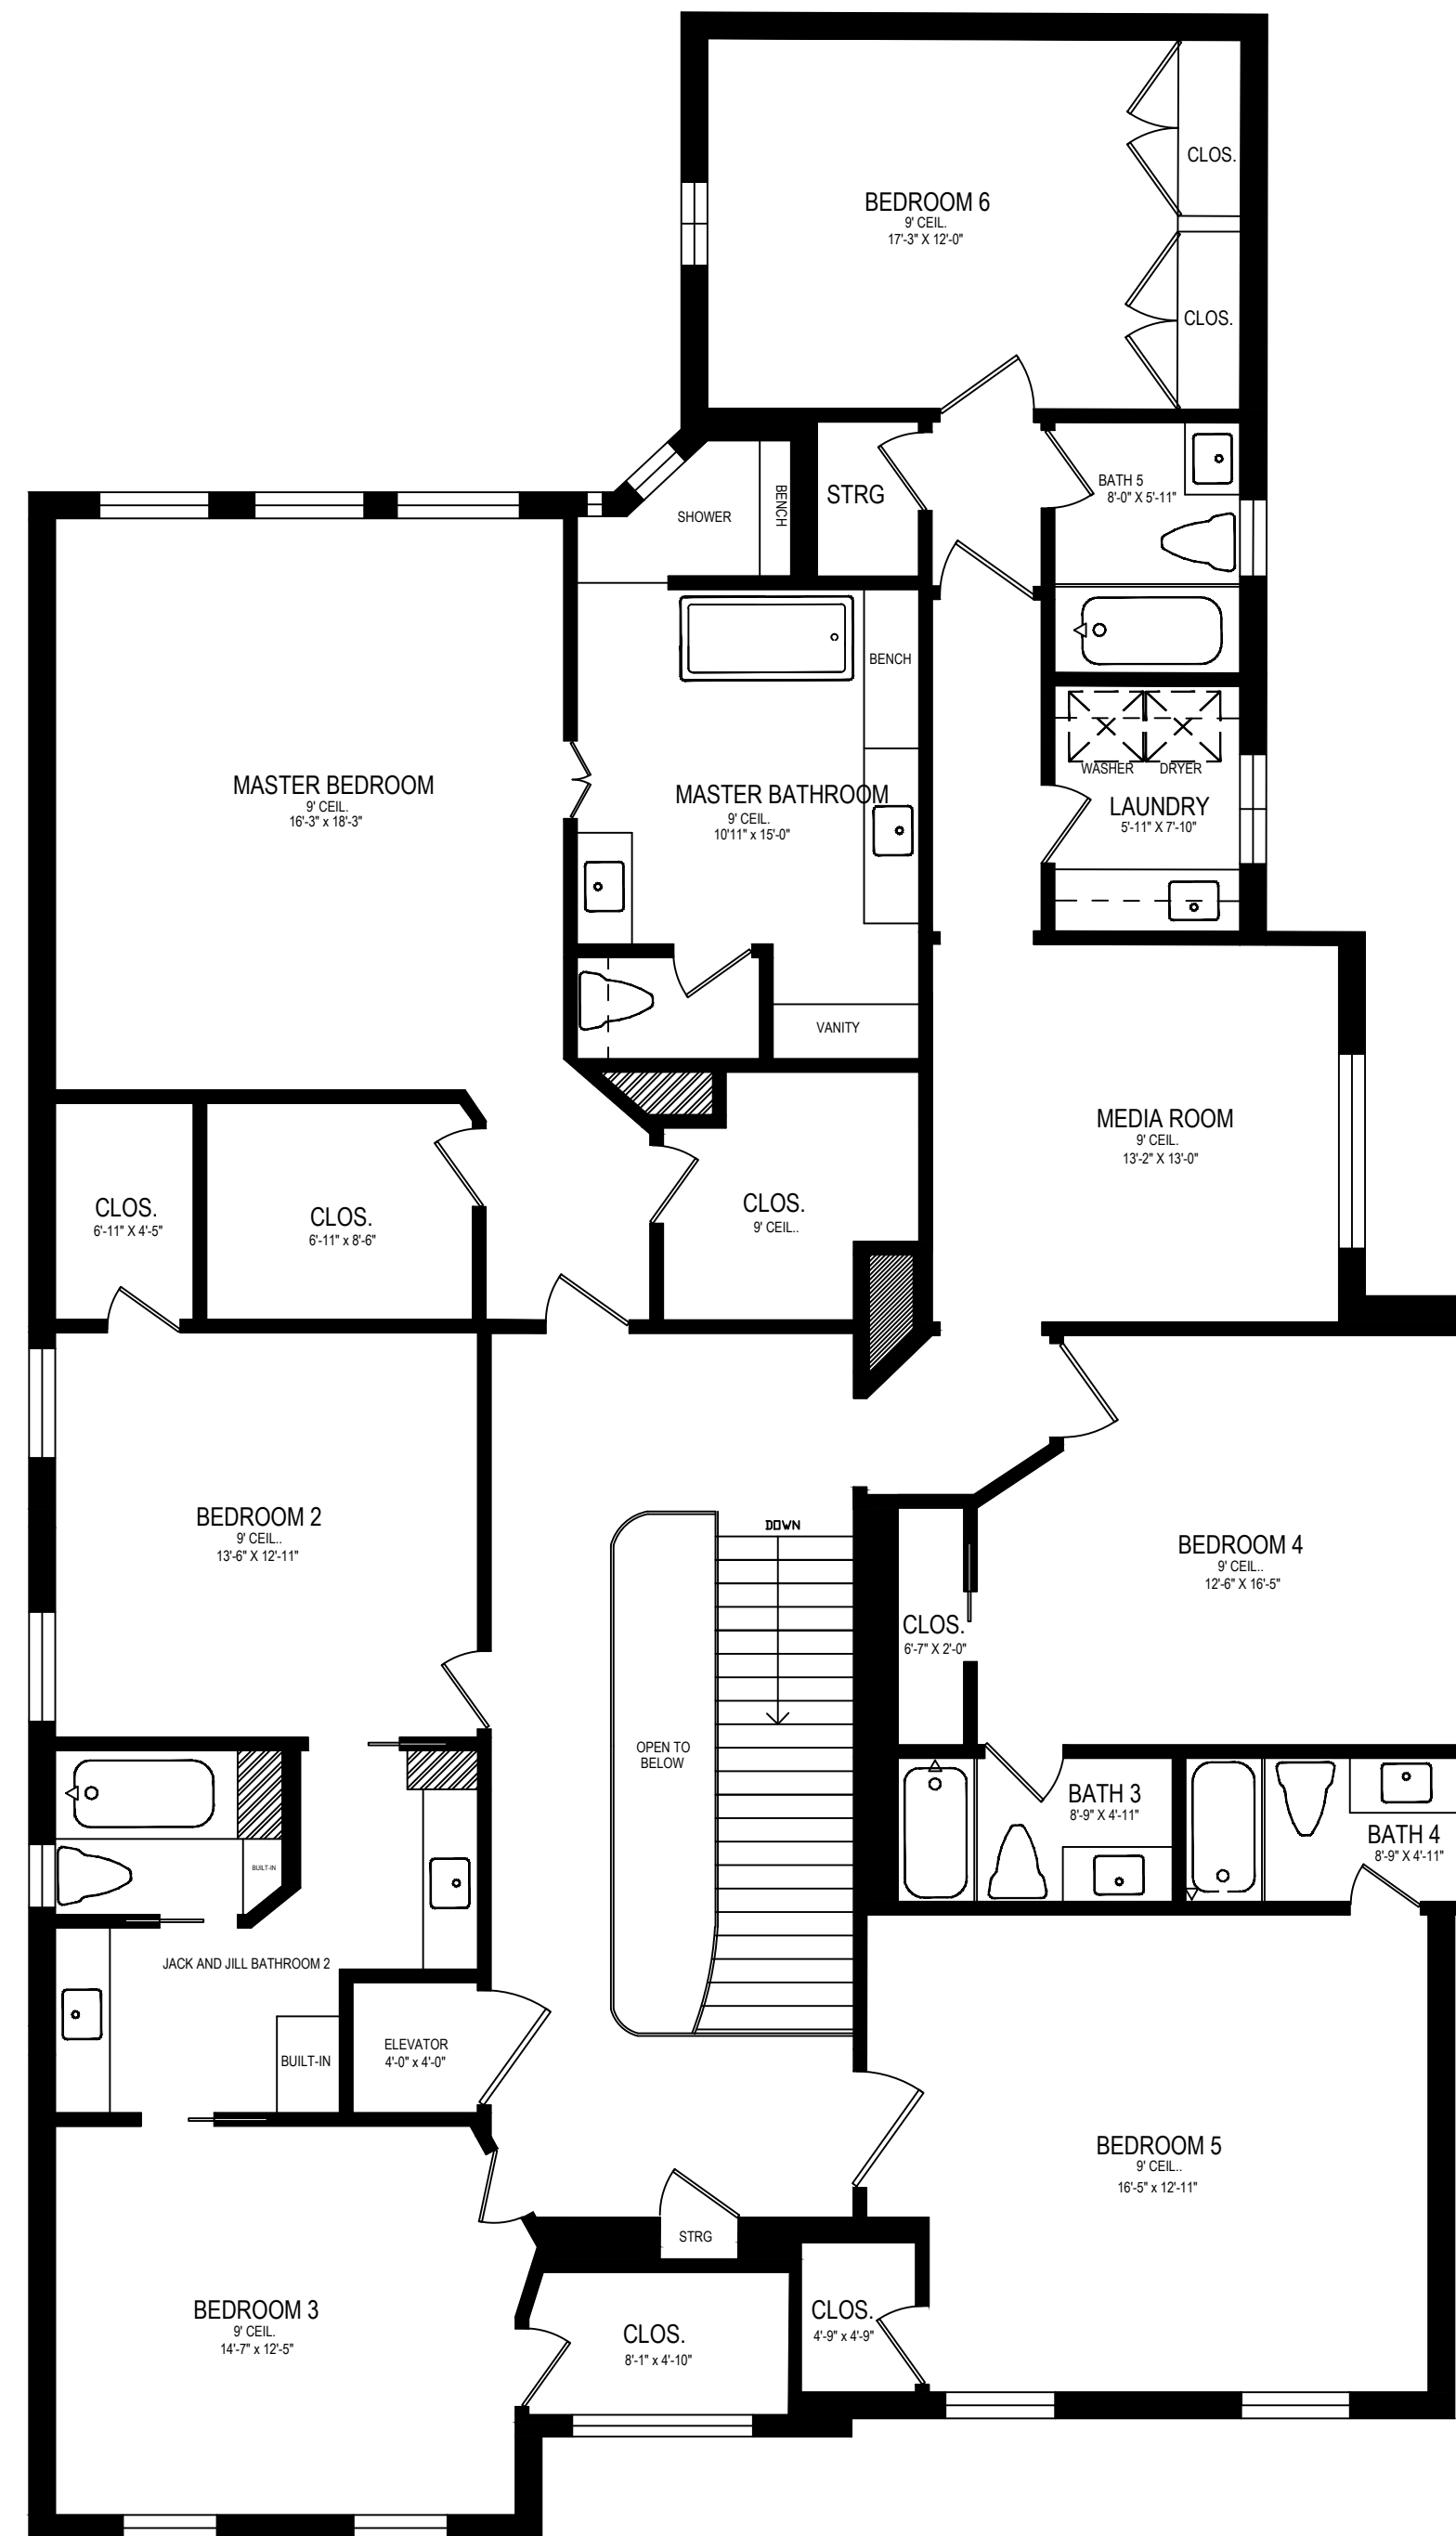 BEDROOM 6
9' CEIL.
17'-3" X 12'-0"
CLOS.
CLOS.
STRG
BATH 5
8'-0" X 5'-11"
SHOWER
BENCH
BENCH
WASHER
DRYER
LAUNDRY
5'-11" X 7'-10"
MASTER BEDROOM
9' CEIL.
16'-3" x 18'-3"
MASTER BATHROOM
9' CEIL.
10'11" x 15'-0"
VANITY
MEDIA ROOM
9' CEIL.
13'-2" X 13'-0"
CLOS.
6'-11" X 4'-5"
CLOS.
6'-11" x 8'-6"
CLOS.
9' CEIL..
BEDROOM 2
9' CEIL..
13'-6" X 12'-11"
DOWN
BEDROOM 4
9' CEIL..
12'-6" X 16'-5"
CLOS.
6'-7" X 2'-0"
OPEN TO
BELOW
BATH 3
8'-9" X 4'-11"
BATH 4
8'-9" X 4'-11"
BUILT-IN
JACK AND JILL BATHROOM 2
BUILT-IN
ELEVATOR
4'-0" x 4'-0"
BEDROOM 5
9' CEIL..
16'-5" x 12'-11"
STRG
BEDROOM 3
9' CEIL.
14'-7" x 12'-5"
CLOS.
8'-1" x 4'-10"
CLOS.
4'-9" x 4'-9"